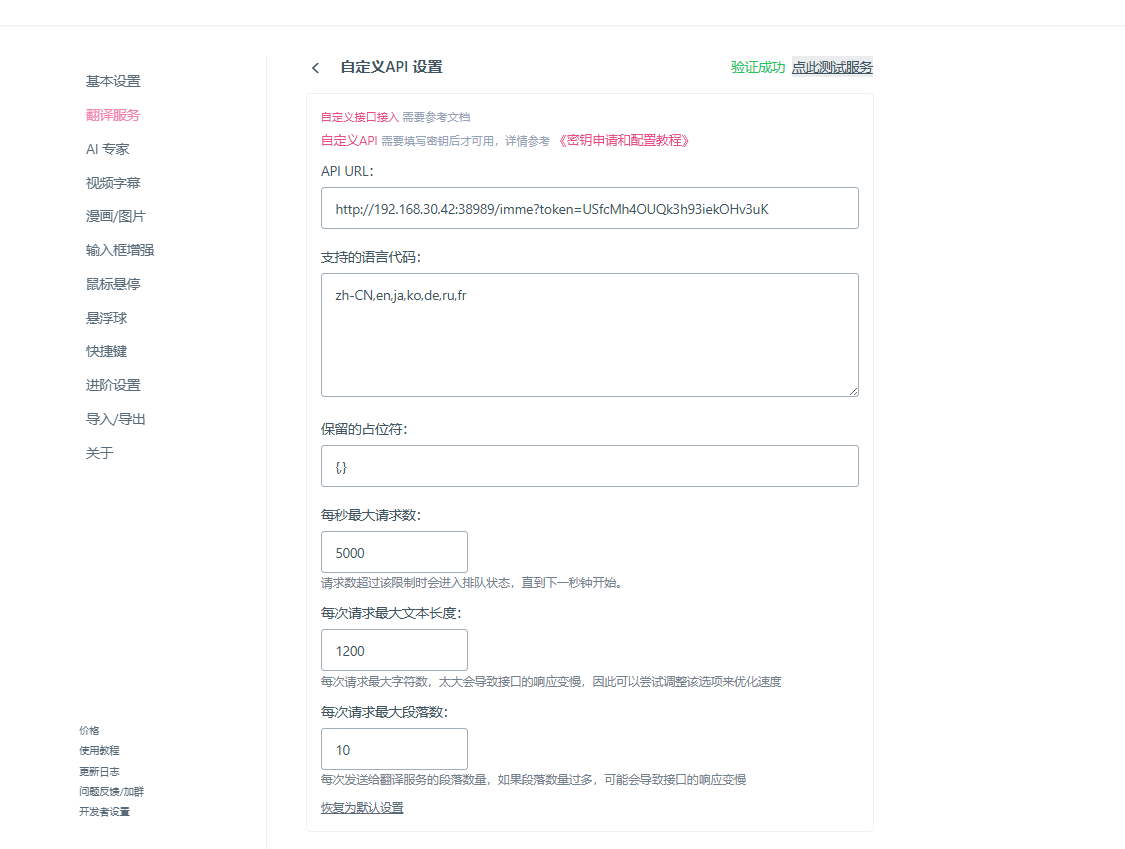 基本设置
翻译服务
AI 专家
视频字幕
漫画/图片
输入框增强
鼠标悬停
悬浮球
快捷键
进阶设置
导入/导出
关于
价格
使用教程
更新日志
问题反馈/加群
开发者设置
自定义API 设置
验证成功 点此测试服务
自定义接口接入 需要参考文档
自定义API 需要填写密钥后才可用，详情参考 《密钥申请和配置教程》
API URL：
http://192.168.30.42:38989/imme?token=USfcMh4OUQk3h93iekOHv3uK
支持的语言代码：
zh-CN,en,ja,ko,de,ru,fr
保留的占位符：
{,}
每秒最大请求数：
5000
请求数超过该限制时会进入排队状态，直到下一秒钟开始。
每次请求最大文本长度：
1200
每次请求最大字符数，太大会导致接口的响应变慢，因此可以尝试调整该选项来优化速度
每次请求最大段落数：
10
每次发送给翻译服务的段落数量，如果段落数量过多，可能会导致接口的响应变慢
恢复为默认设置